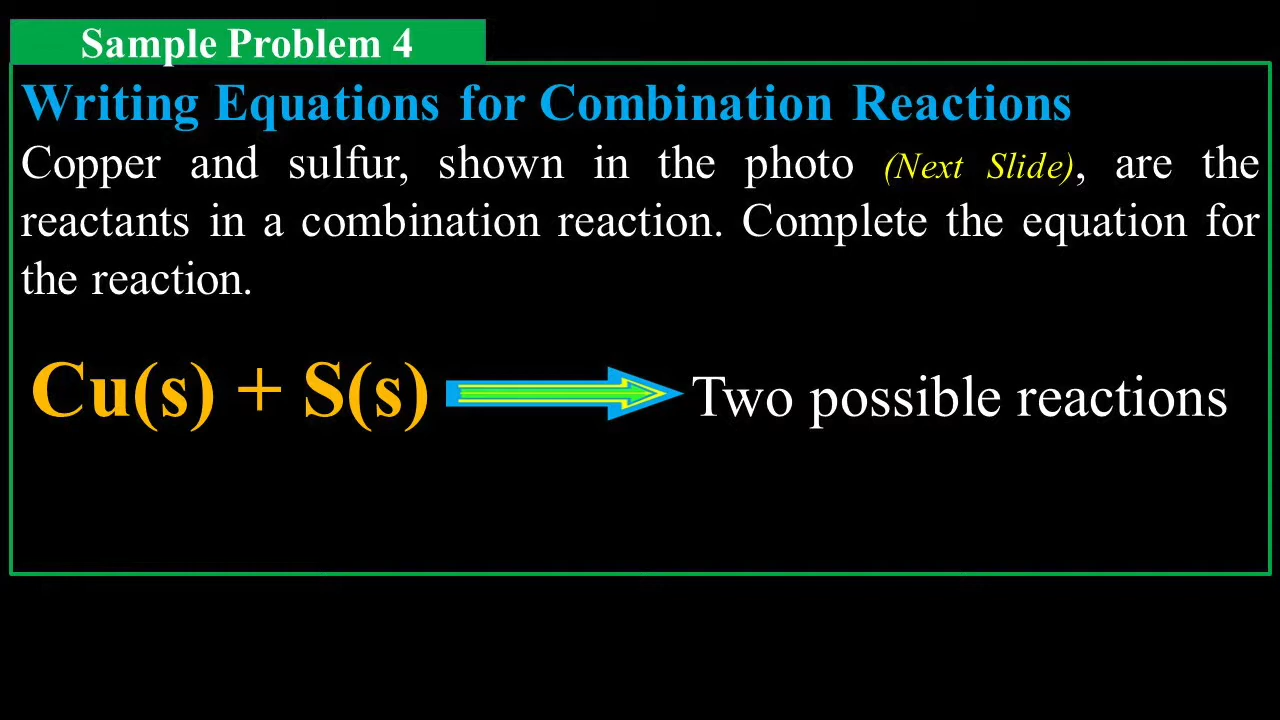 Sample Problem 4
Writing Equations for Combination Reactions
Copper and sulfur, shown in the photo (Next Slide), are the
reactants in a combination reaction. Complete the equation for
the reaction.
Cu(s) + S(s) Two possible reactions